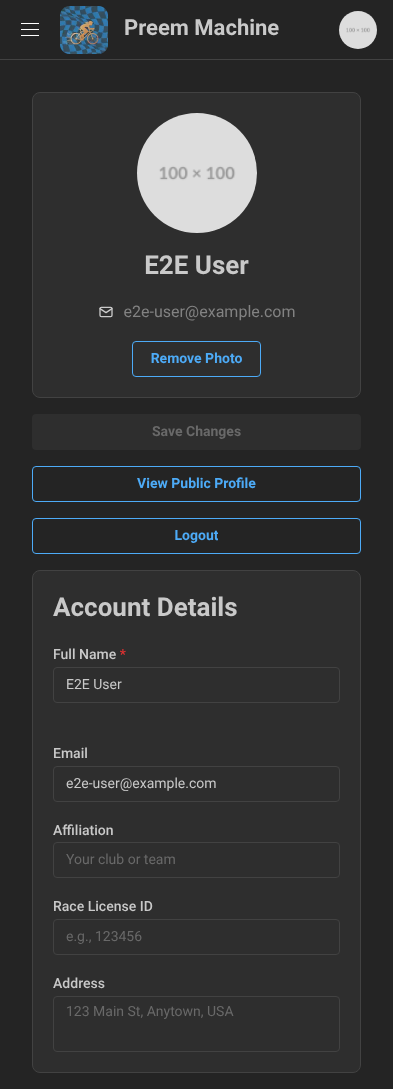 Preem Machine
100 × 100
100 × 100
E2E User
e2e-user@example.com
Remove Photo
Save Changes
View Public Profile
Logout
Account Details
Full Name *
E2E User
Email
e2e-user@example.com
Affiliation
Your club or team
Race License ID
e.g., 123456
Address
123 Main St, Anytown, USA